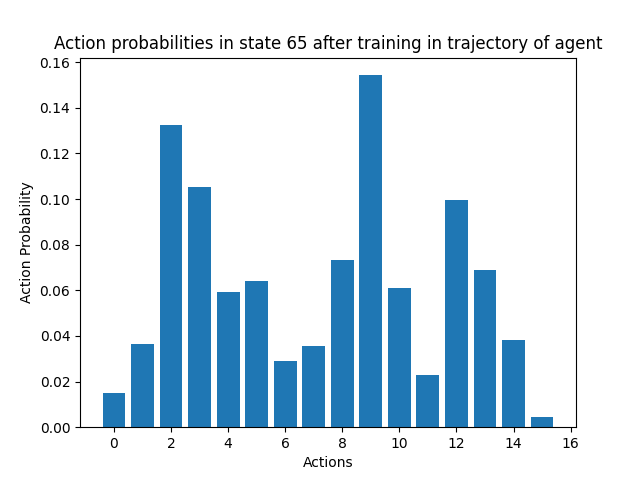 Action probabilities in state 65 after training in trajectory of agent
0.16
0.14
0.12
0.10
0.08
0.06
0.04
0.02
0.00
Action Probability
0 2 4 6 8 10 12 14 16
Actions